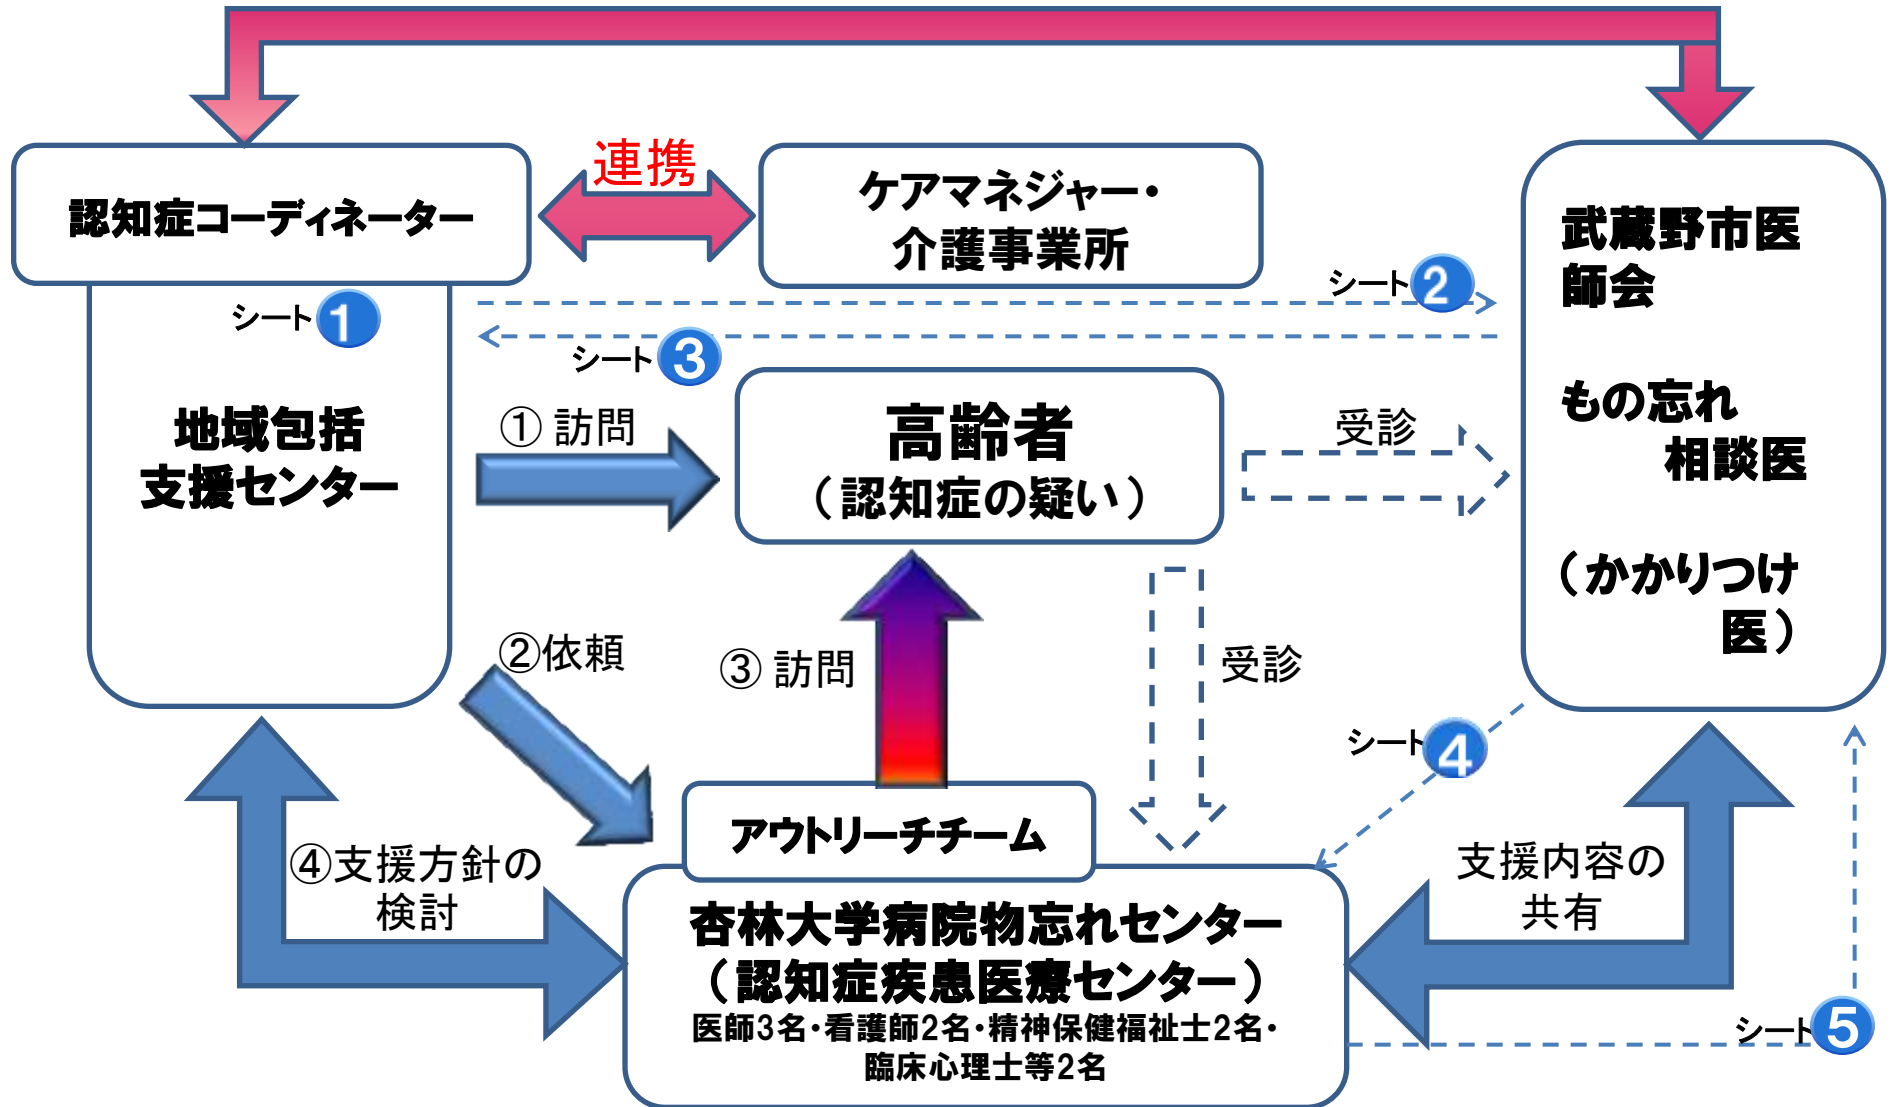 連携
認知症コーディネーター
ケアマネジャー・
介護事業所
武蔵野市医
師会
もの忘れ
相談医
（かかりつけ
医）
シート1
シート2
シート3
地域包括
支援センター
①訪問
高齢者
（認知症の疑い）
受診
②依頼
③訪問
受診
シート4
アウトリーチチーム
④支援方針の
検討
支援内容の
共有
杏林大学病院物忘れセンター
（認知症疾患医療センター）
医師3名・看護師2名・精神保健福祉士2名・
臨床心理士等2名
シート5